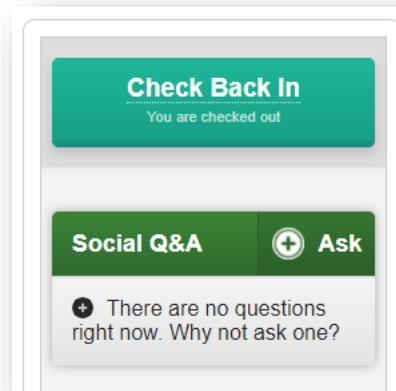 Check Back In
You are checked out
Social Q&A
Ask
There are no questions
right now. Why not ask one?